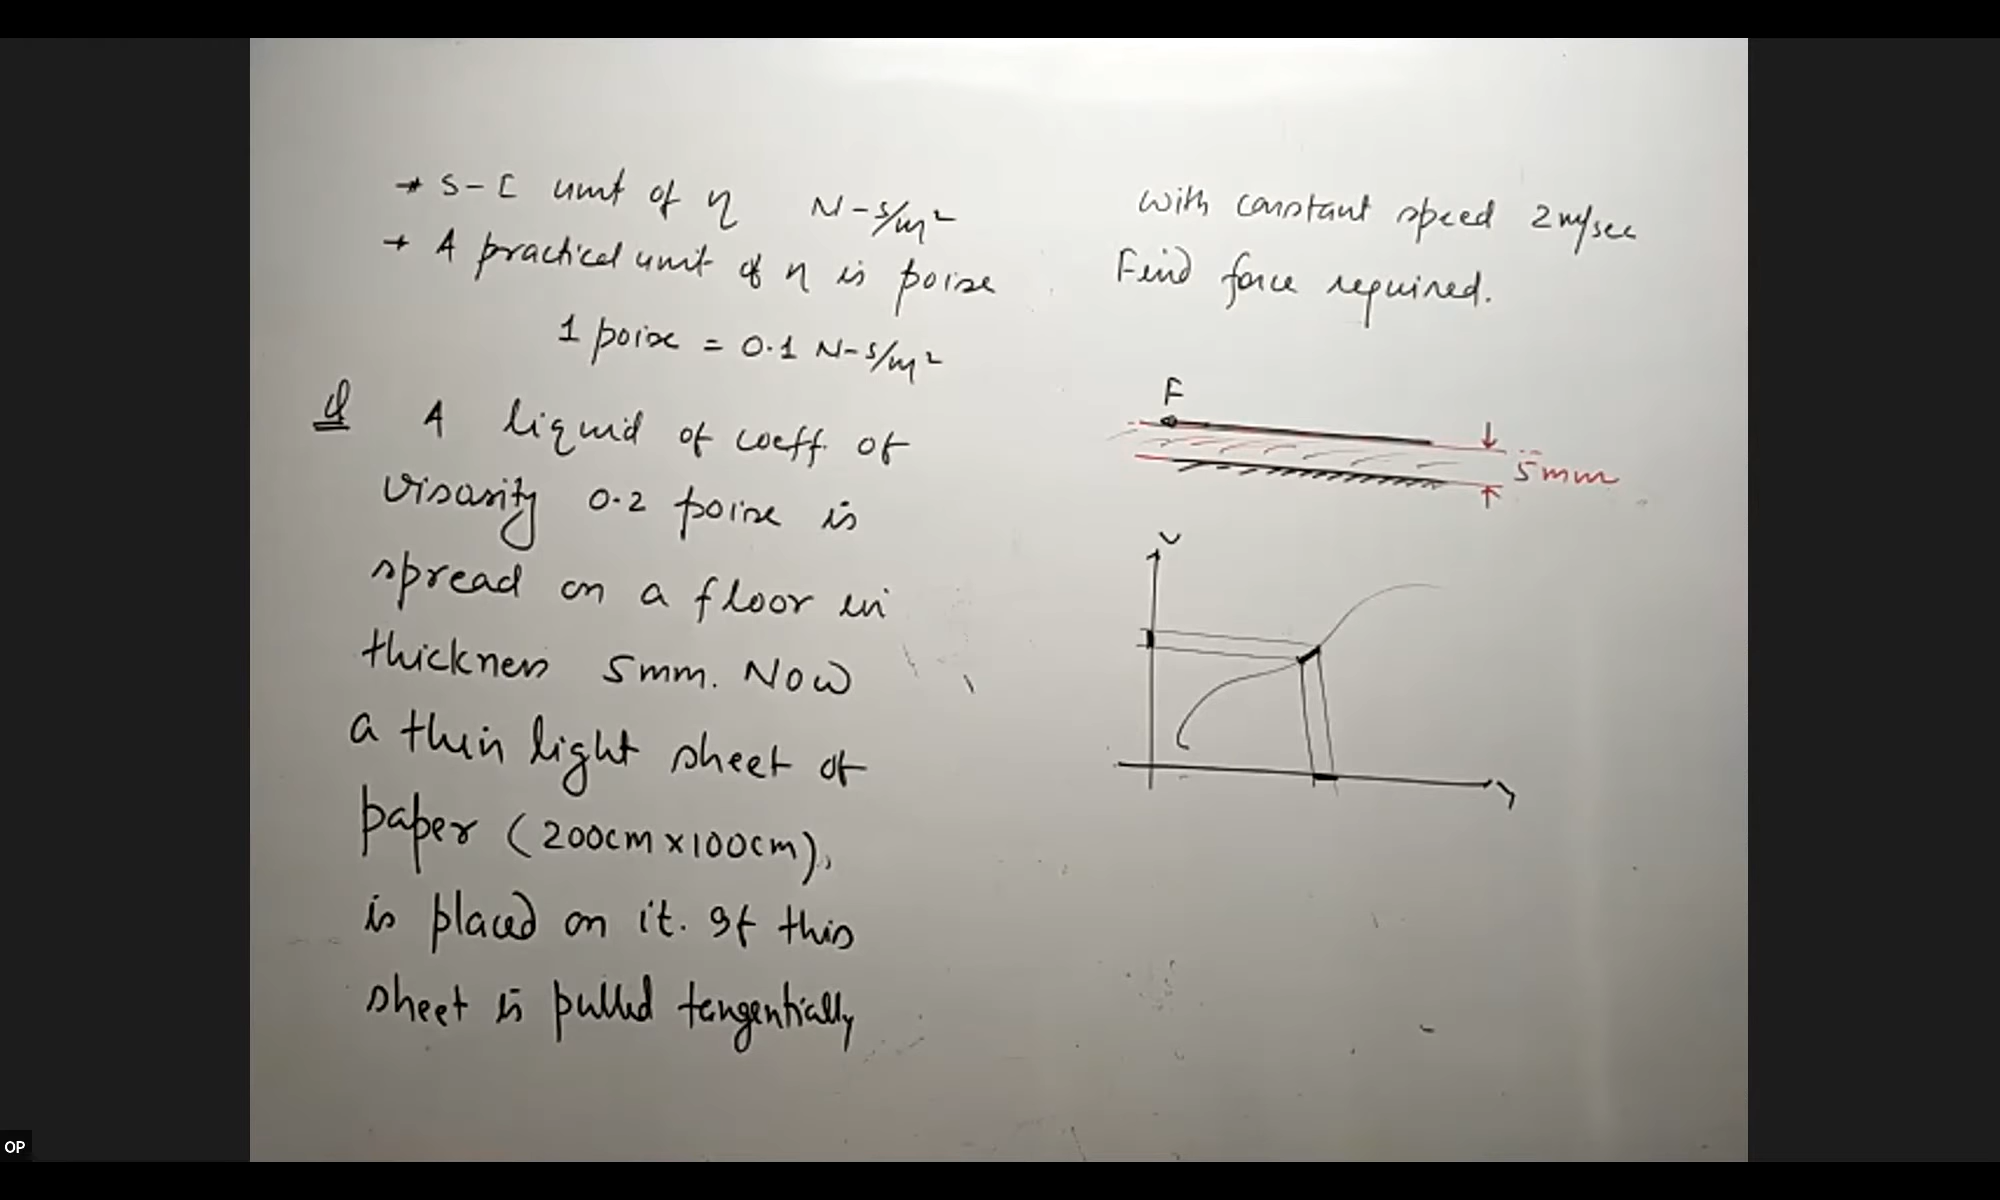 → S-I unit of η N-s/m²
→ A practical unit of η is poise
1 poise = 0.1 N-s/m²
Q A liquid of coeff. of
viscosity 0.2 poise is
spread on a floor in
thickness 5mm. Now
a thin light sheet of
paper (200cm×100cm),
is placed on it. If this
sheet is pulled tangentially
with constant speed 2m/sec
Find force required.
F
5mm
v
y
OP